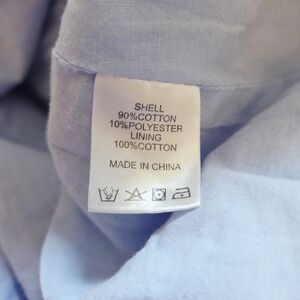 SHELL
90%COTTON
10%POLYESTER
LINING
100%COTTON
MADE IN CHINA